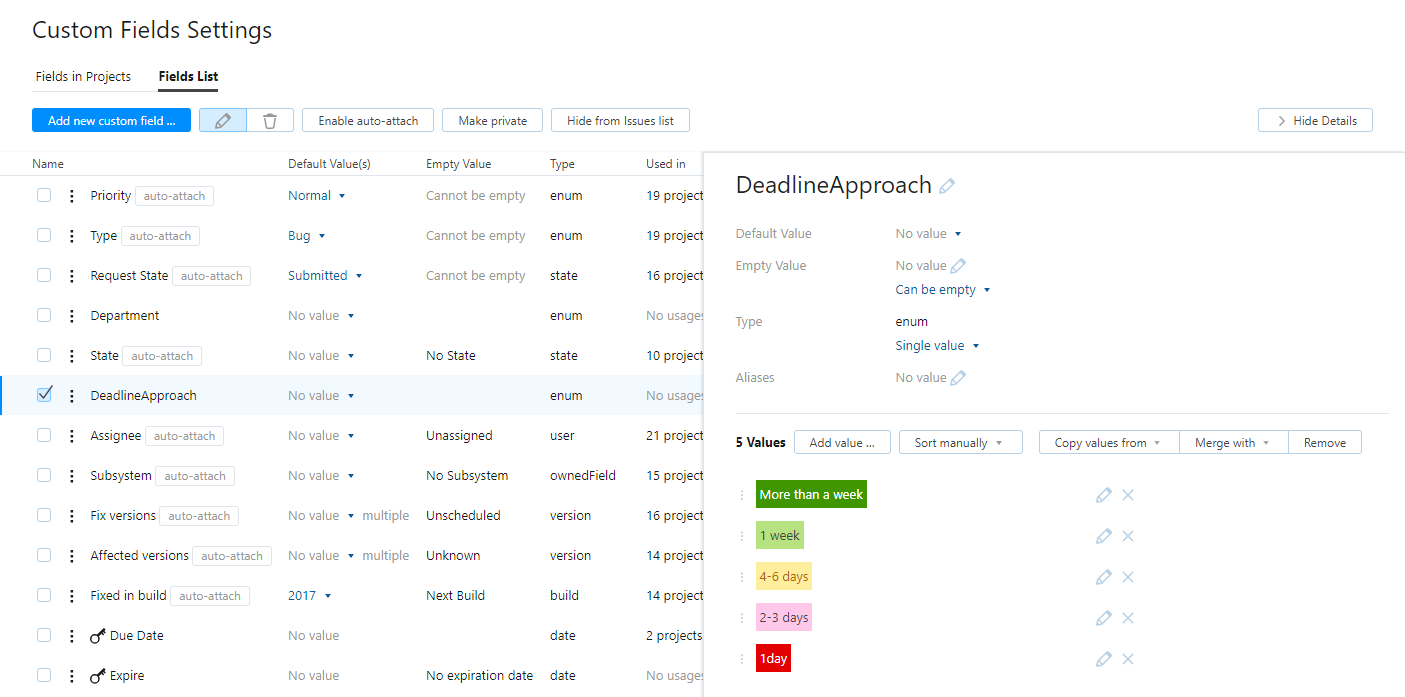 Custom Fields Settings
Fields in Projects Fields List
Add new custom field ... Enable auto-attach Make private Hide from Issues list Hide Details
Name Default Value(s) Empty Value Type Used in
Priority auto-attach Normal Cannot be empty enum 19 project
Type auto-attach Bug Cannot be empty enum 19 project
Request State auto-attach Submitted Cannot be empty state 16 project
Department No value enum No usages
State auto-attach No value No State state 10 project
DeadlineApproach No value enum No usages
Assignee auto-attach No value Unassigned user 21 project
Subsystem auto-attach No value No Subsystem ownedField 15 project
Fix versions auto-attach No value multiple Unscheduled version 16 project
Affected versions auto-attach No value multiple Unknown version 14 project
Fixed in build auto-attach 2017 Next Build build 14 project
Due Date No value date 2 projects
Expire No value No expiration date date No usages
DeadlineApproach
Default Value No value
Empty Value No value
Can be empty
Type enum
Single value
Aliases No value
5 Values Add value ... Sort manually Copy values from Merge with Remove
More than a week
1 week
4-6 days
2-3 days
1day